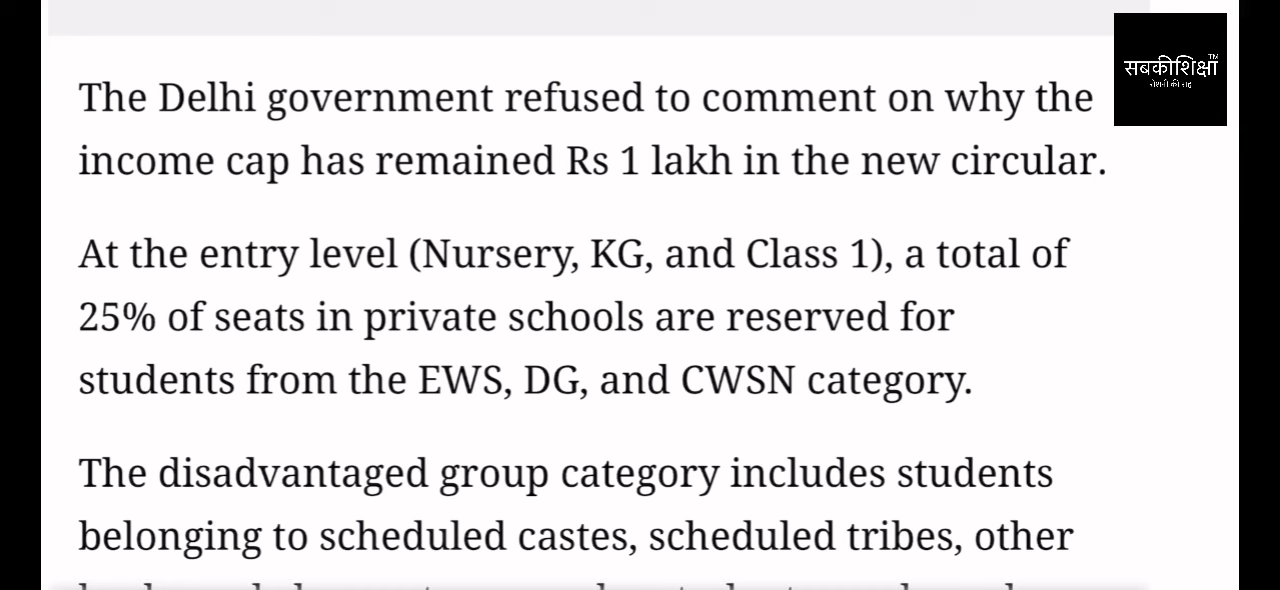 सबकीशिक्षा™
रोशनी की राह
The Delhi government refused to comment on why the
income cap has remained Rs 1 lakh in the new circular.
At the entry level (Nursery, KG, and Class 1), a total of
25% of seats in private schools are reserved for
students from the EWS, DG, and CWSN category.
The disadvantaged group category includes students
belonging to scheduled castes, scheduled tribes, other